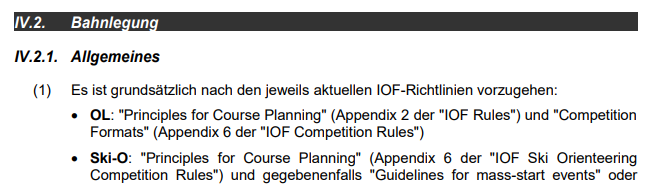 IV.2. Bahnlegung
IV.2.1. Allgemeines
(1) Es ist grundsätzlich nach den jeweils aktuellen IOF-Richtlinien vorzugehen:
• OL: "Principles for Course Planning" (Appendix 2 der "IOF Rules") und "Competition
Formats" (Appendix 6 der "IOF Competition Rules")
• Ski-O: "Principles for Course Planning" (Appendix 6 der "IOF Ski Orienteering
Competition Rules") und gegebenenfalls "Guidelines for mass-start events" oder